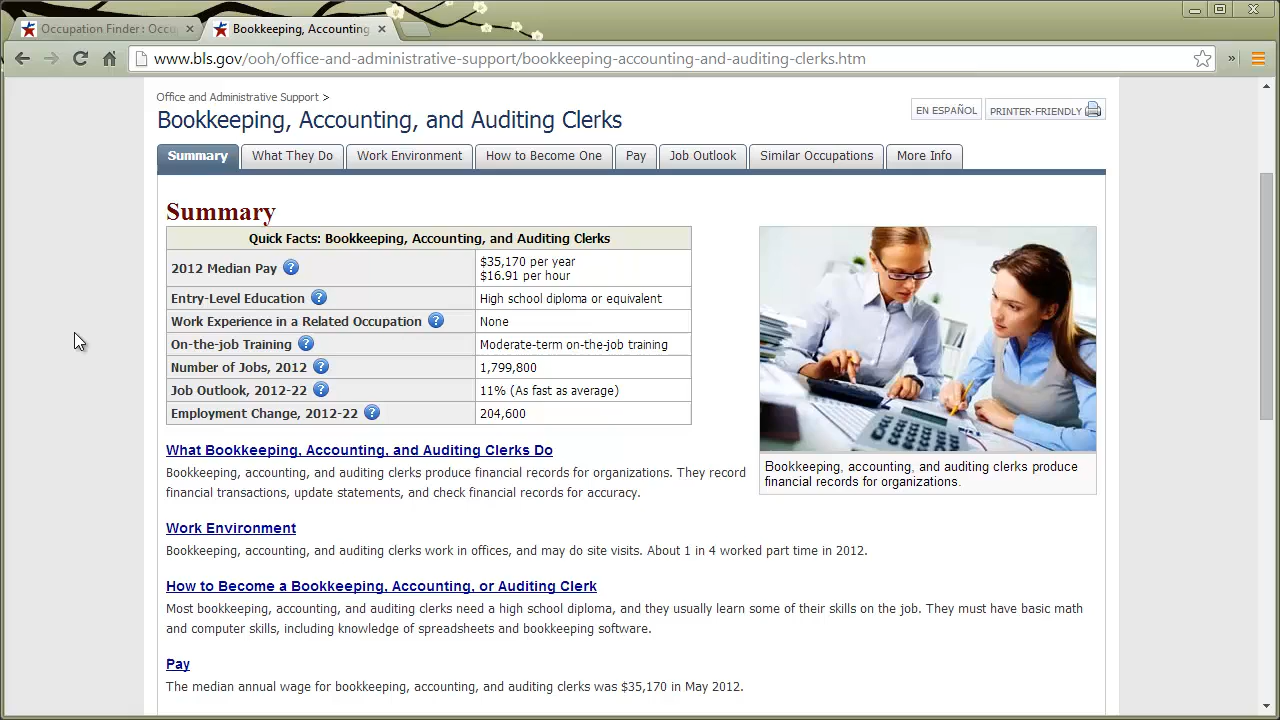 Occupation Finder : Occu
Bookkeeping, Accounting
www.bls.gov/ooh/office-and-administrative-support/bookkeeping-accounting-and-auditing-clerks.htm
Office and Administrative Support >
Bookkeeping, Accounting, and Auditing Clerks
EN ESPAÑOL
PRINTER-FRIENDLY
Summary
What They Do
Work Environment
How to Become One
Pay
Job Outlook
Similar Occupations
More Info
Summary
Quick Facts: Bookkeeping, Accounting, and Auditing Clerks
2012 Median Pay ?
$35,170 per year
$16.91 per hour
Entry-Level Education ? High school diploma or equivalent
Work Experience in a Related Occupation ? None
On-the-job Training ? Moderate-term on-the-job training
Number of Jobs, 2012 ? 1,799,800
Job Outlook, 2012-22 ? 11% (As fast as average)
Employment Change, 2012-22 ? 204,600
Bookkeeping, accounting, and auditing clerks produce
financial records for organizations.
What Bookkeeping, Accounting, and Auditing Clerks Do
Bookkeeping, accounting, and auditing clerks produce financial records for organizations. They record
financial transactions, update statements, and check financial records for accuracy.
Work Environment
Bookkeeping, accounting, and auditing clerks work in offices, and may do site visits. About 1 in 4 worked part time in 2012.
How to Become a Bookkeeping, Accounting, or Auditing Clerk
Most bookkeeping, accounting, and auditing clerks need a high school diploma, and they usually learn some of their skills on the job. They must have basic math
and computer skills, including knowledge of spreadsheets and bookkeeping software.
Pay
The median annual wage for bookkeeping, accounting, and auditing clerks was $35,170 in May 2012.